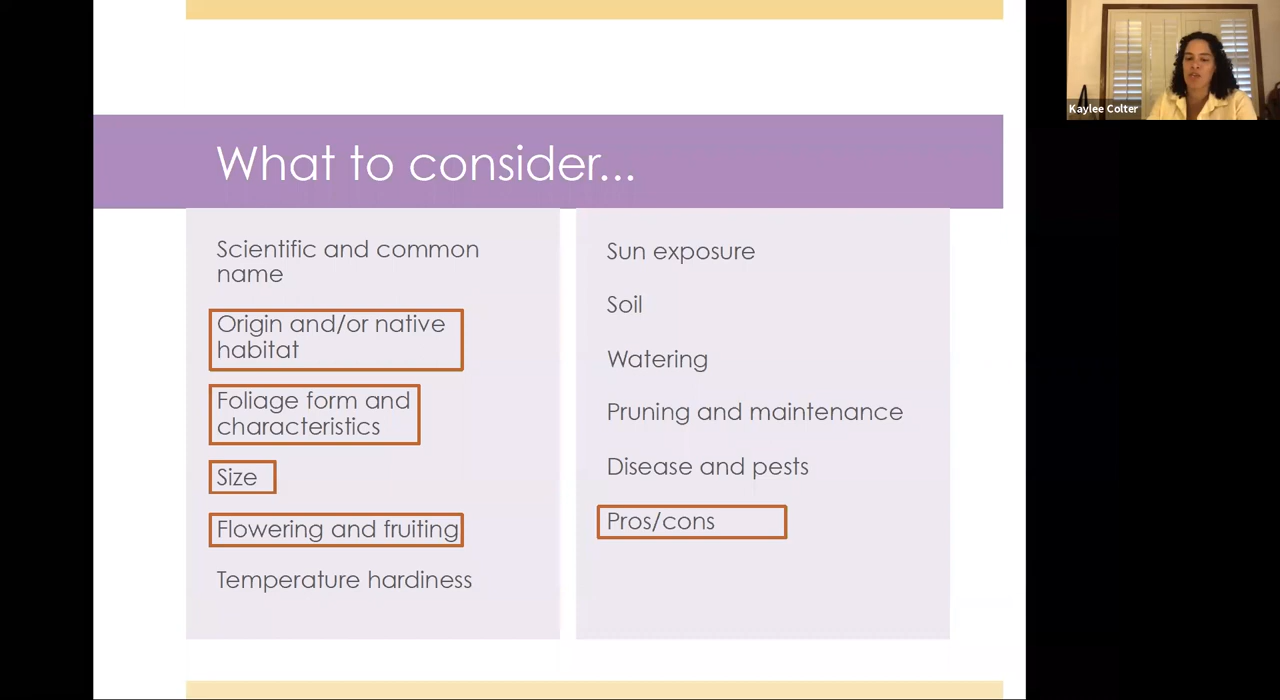 What to consider...
Scientific and common
name
Origin and/or native
habitat
Foliage form and
characteristics
Size
Flowering and fruiting
Temperature hardiness
Sun exposure
Soil
Watering
Pruning and maintenance
Disease and pests
Pros/cons
Kaylee Colter